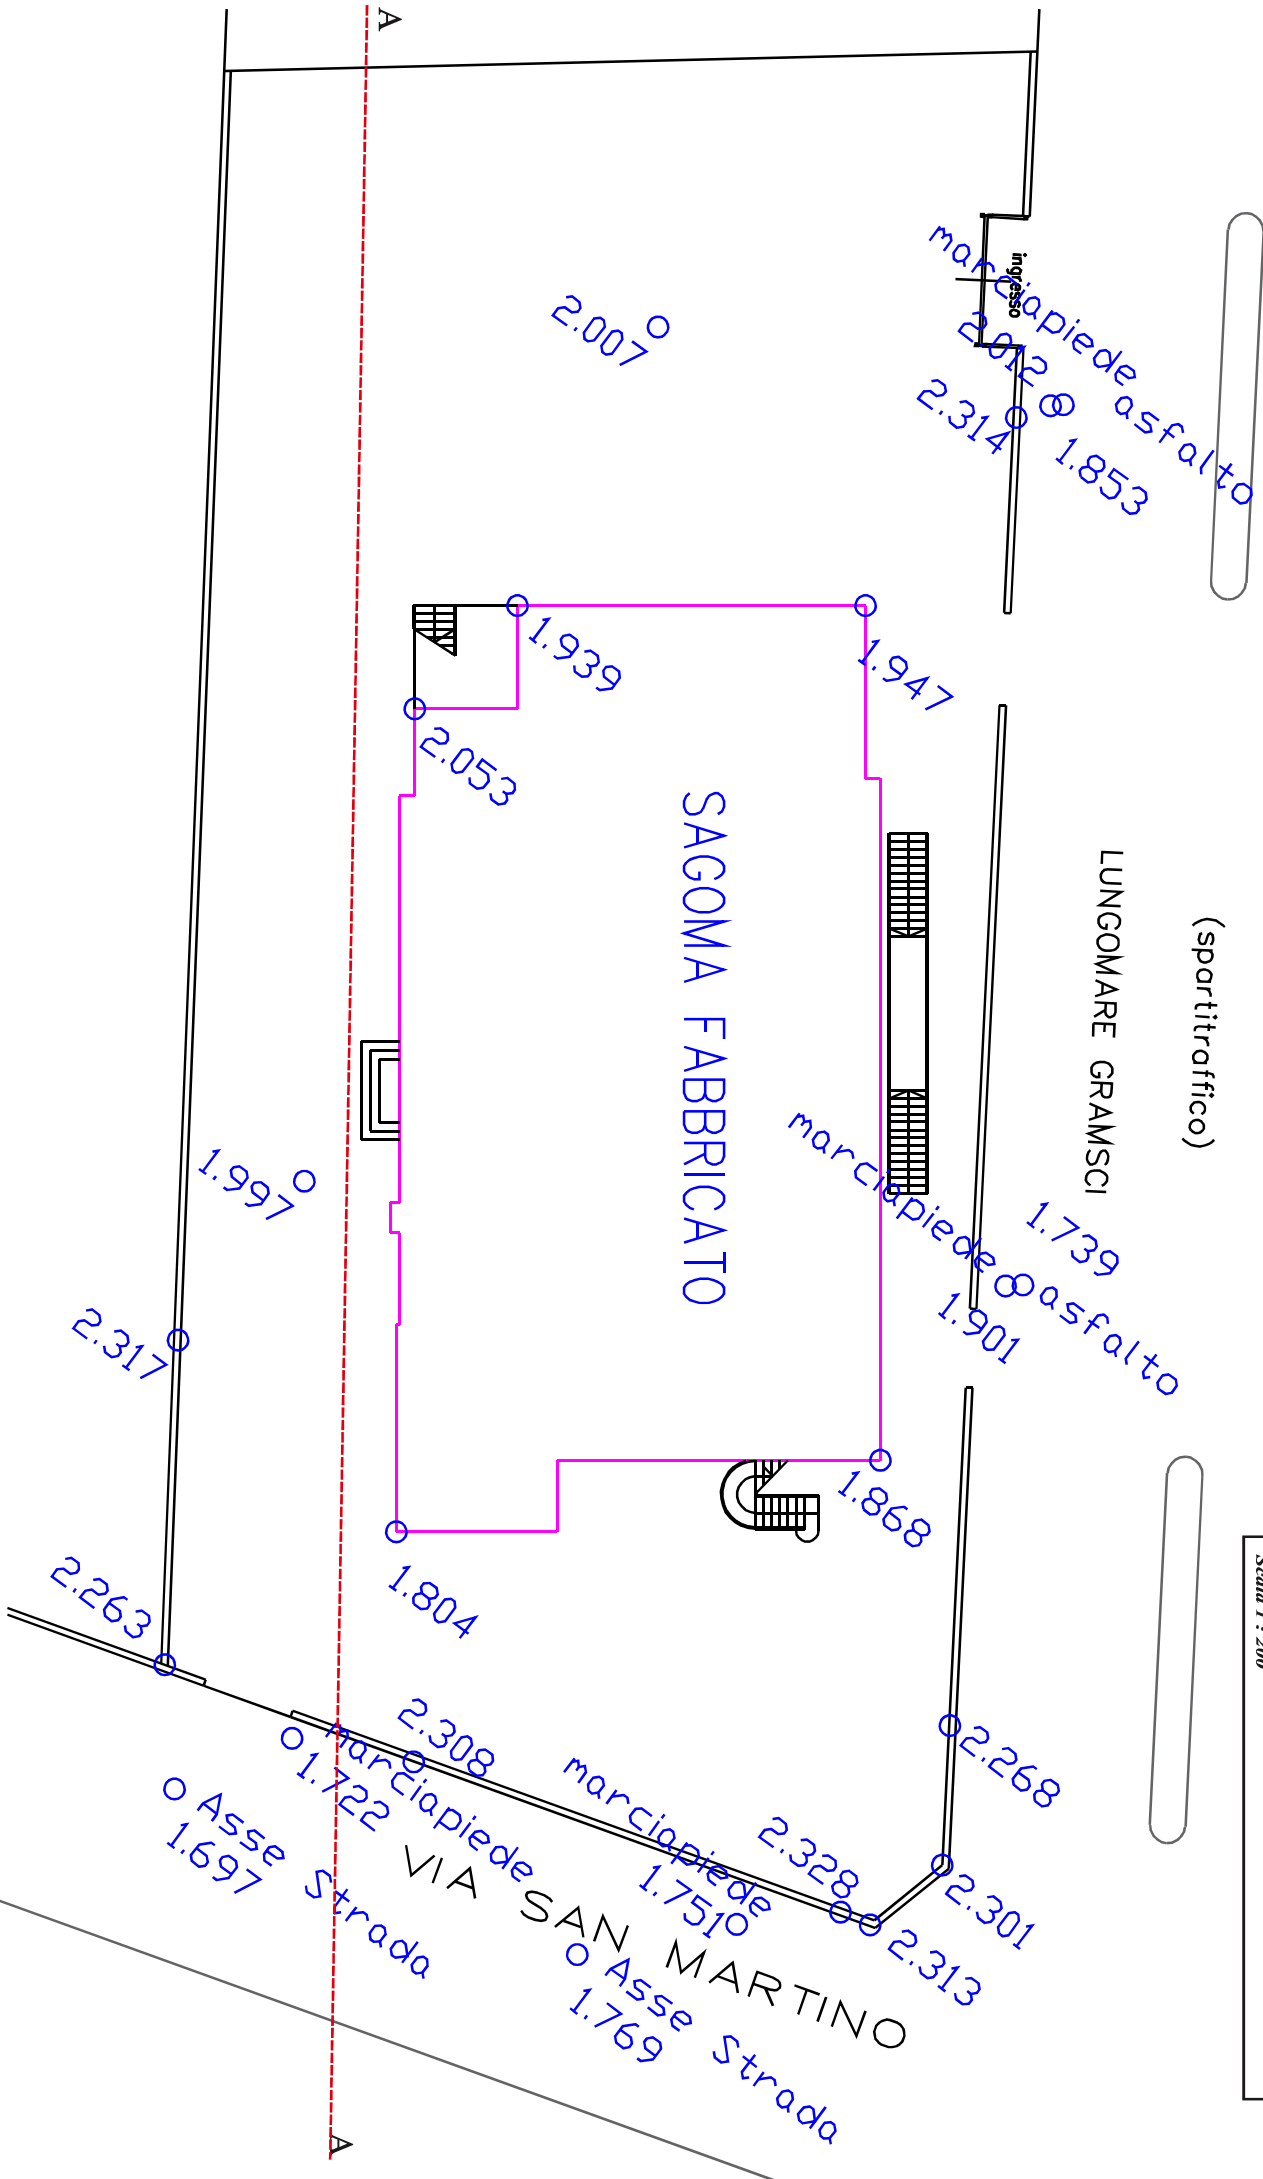 A
ingresso
marciapiede
asfalto
2.012
2.314
1.853
2.007
1.939
1.947
2.053
SAGOMA FABBRICATO
LUNGOMARE GRAMSCI
(spartitraffico)
marciapiede
asfalto
1.739
1.901
1.997
2.317
1.868
1.804
2.263
2.268
2.308
marciapiede
1.722
Asse Strada
1.697
VIA SAN MARTINO
marciapiede
1.751
2.328
2.301
2.313
Asse Strada
1.769
A
Scala 1 : 200